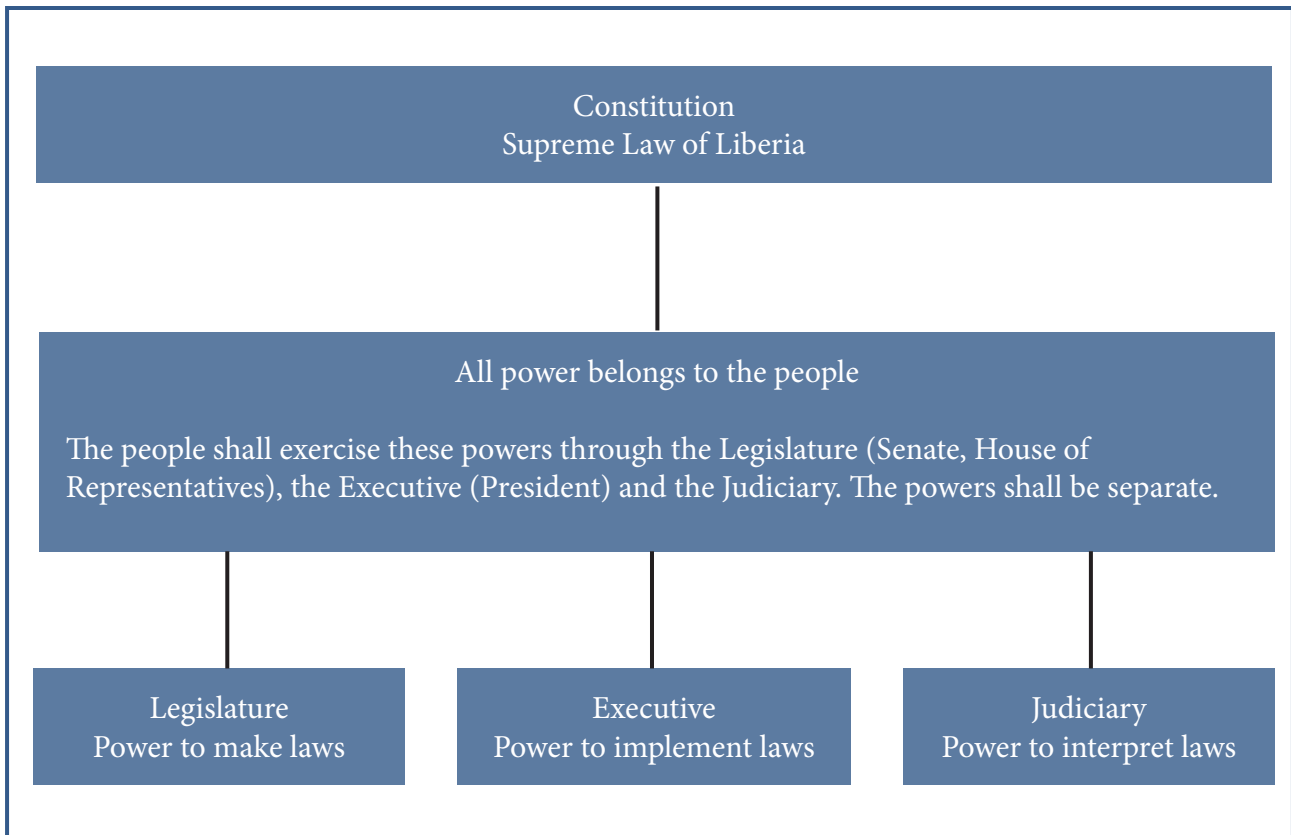 Constitution
Supreme Law of Liberia
All power belongs to the people
The people shall exercise these powers through the Legislature (Senate, House of
Representatives), the Executive (President) and the Judiciary. The powers shall be separate.
Legislature
Power to make laws
Executive
Power to implement laws
Judiciary
Power to interpret laws